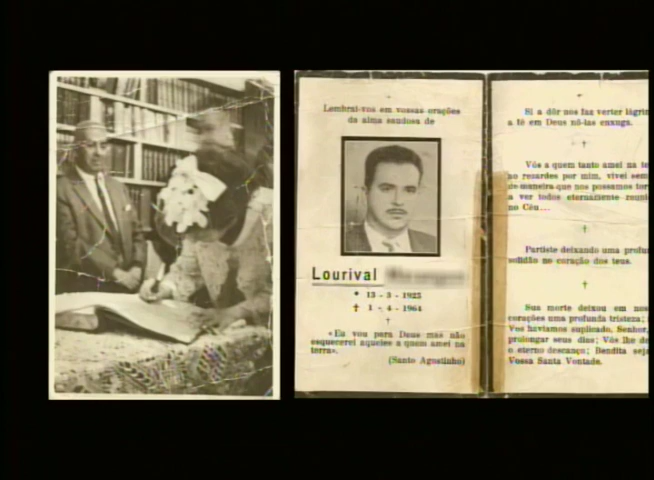 Lembrai-vos em vossas orações
da alma saudosa de
Lourival
* 13 - 3 - 1925
† 1 - 4 - 1964
†
«Eu vou para Deus mas não
esquecerei aqueles a quem amei na
terra».
(Santo Agostinho)
Si a dôr nos faz verter lágrim
a fé em Deus nô-las enxuga.
†
Vós a quem tanto amei na te
no
por mim, vivei sem
de maneira que nos possamos tor
a ver todos eternamente reuni
no Céu...
†
Partiste deixando uma profun
solidão no coração dos teus.
†
Sua morte deixou em nos
corações uma profunda tristeza;
Vos haviamos suplicado, Senhor,
prolongar seus dias; Vós lhe de
o eterno descanço; Bendita seja
Vossa Santa Vontade.